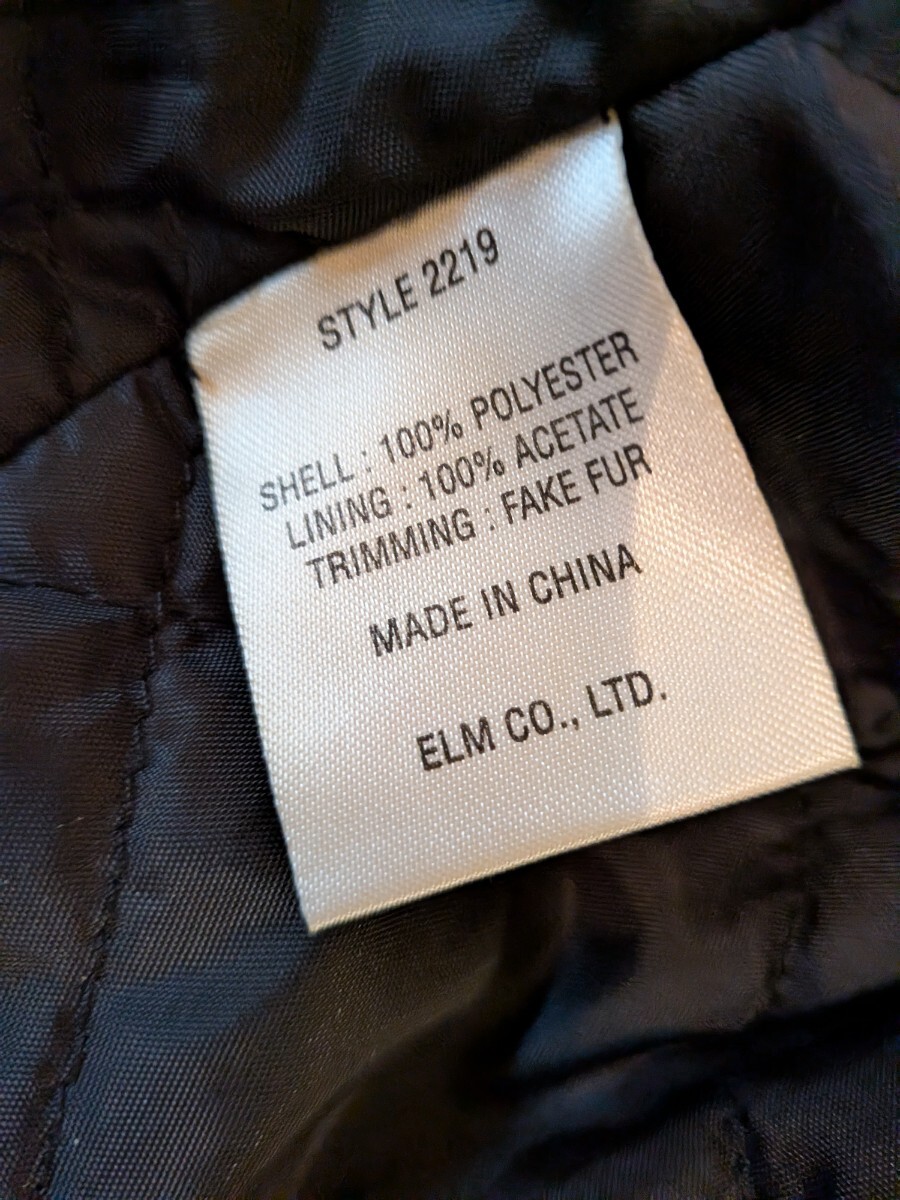 STYLE 2219
SHELL : 100% POLYESTER
LINING : 100% ACETATE
TRIMMING : FAKE FUR
MADE IN CHINA
ELM CO., LTD.